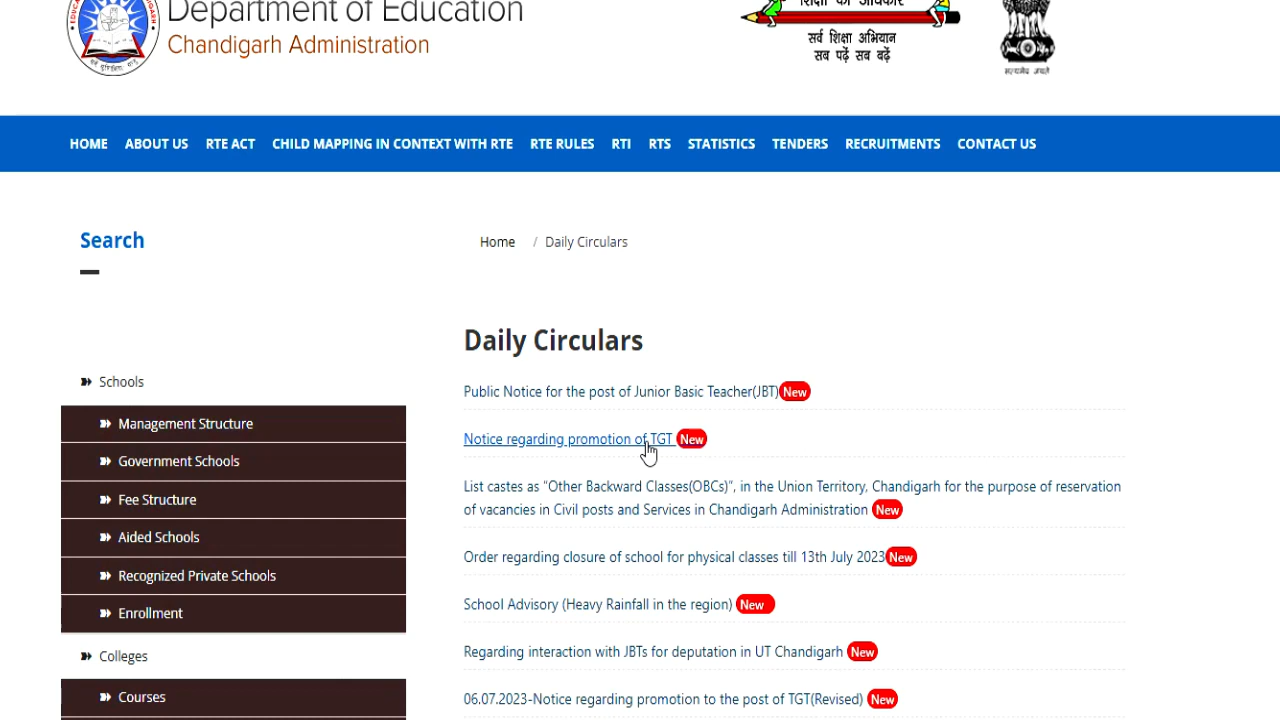 Department of Education
Chandigarh Administration
शिक्षा का अधिकार
सर्व शिक्षा अभियान
सब पढ़ें सब बढ़ें
सत्यमेव जयते
HOME ABOUT US RTE ACT CHILD MAPPING IN CONTEXT WITH RTE RTE RULES RTI RTS STATISTICS TENDERS RECRUITMENTS CONTACT US
Search
Home / Daily Circulars
Schools
Management Structure
Government Schools
Fee Structure
Aided Schools
Recognized Private Schools
Enrollment
Colleges
Courses
Daily Circulars
Public Notice for the post of Junior Basic Teacher(JBT) New
Notice regarding promotion of TGT New
List castes as "Other Backward Classes(OBCs)", in the Union Territory, Chandigarh for the purpose of reservation
of vacancies in Civil posts and Services in Chandigarh Administration New
Order regarding closure of school for physical classes till 13th July 2023 New
School Advisory (Heavy Rainfall in the region) New
Regarding interaction with JBTs for deputation in UT Chandigarh New
06.07.2023-Notice regarding promotion to the post of TGT(Revised) New